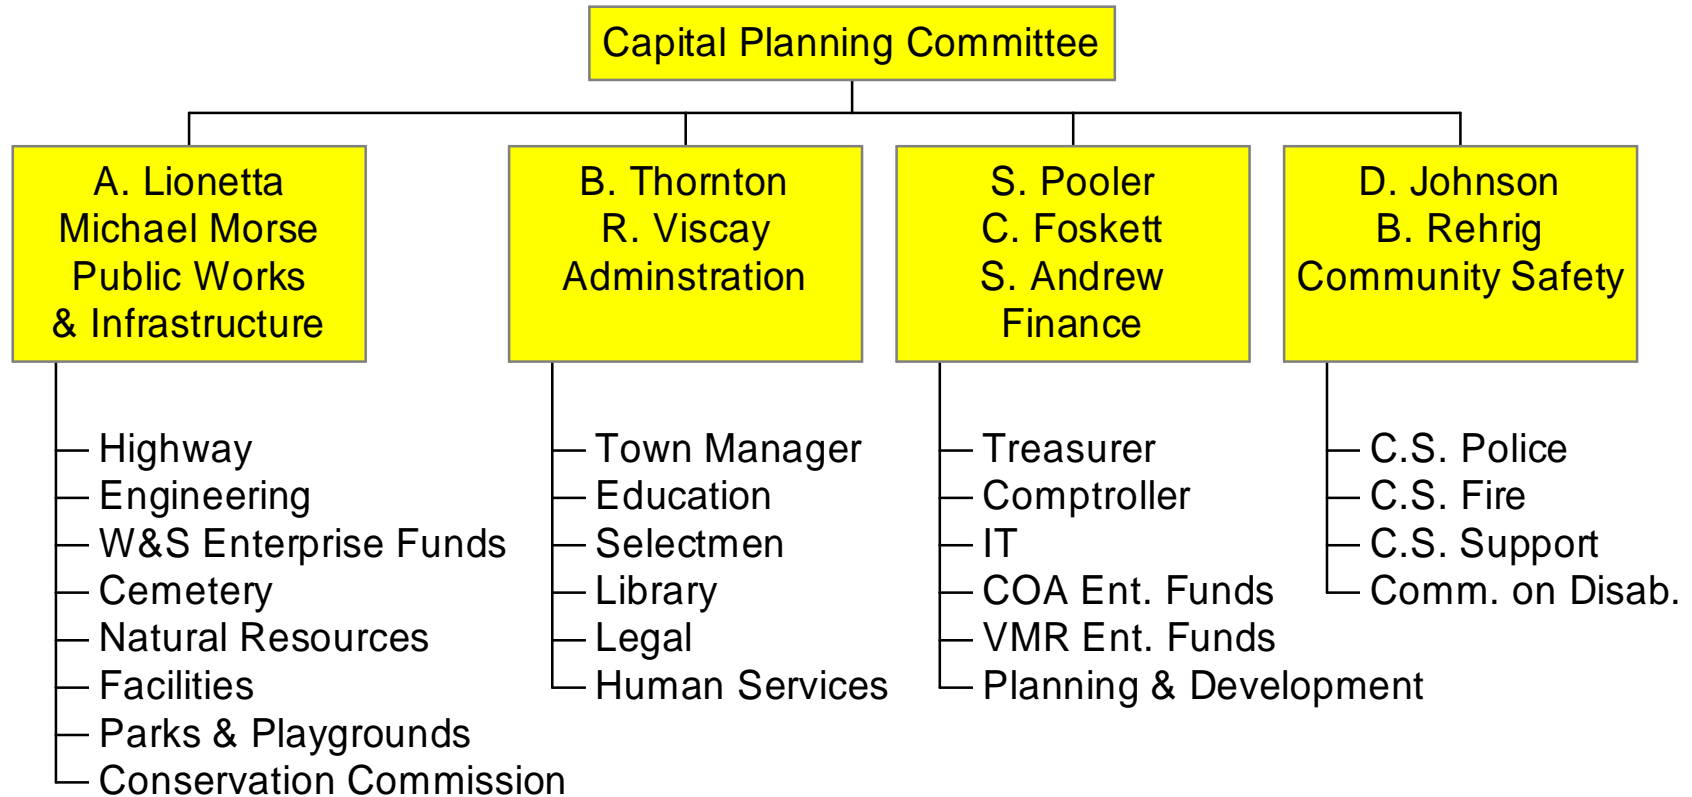 Capital Planning Committee
A. Lionetta
Michael Morse
Public Works
& Infrastructure
B. Thornton
R. Viscay
Adminstration
S. Pooler
C. Foskett
S. Andrew
Finance
D. Johnson
B. Rehrig
Community Safety
Highway
Engineering
W&S Enterprise Funds
Cemetery
Natural Resources
Facilities
Parks & Playgrounds
Conservation Commission
Town Manager
Education
Selectmen
Library
Legal
Human Services
Treasurer
Comptroller
IT
COA Ent. Funds
VMR Ent. Funds
Planning & Development
C.S. Police
C.S. Fire
C.S. Support
Comm. on Disab.